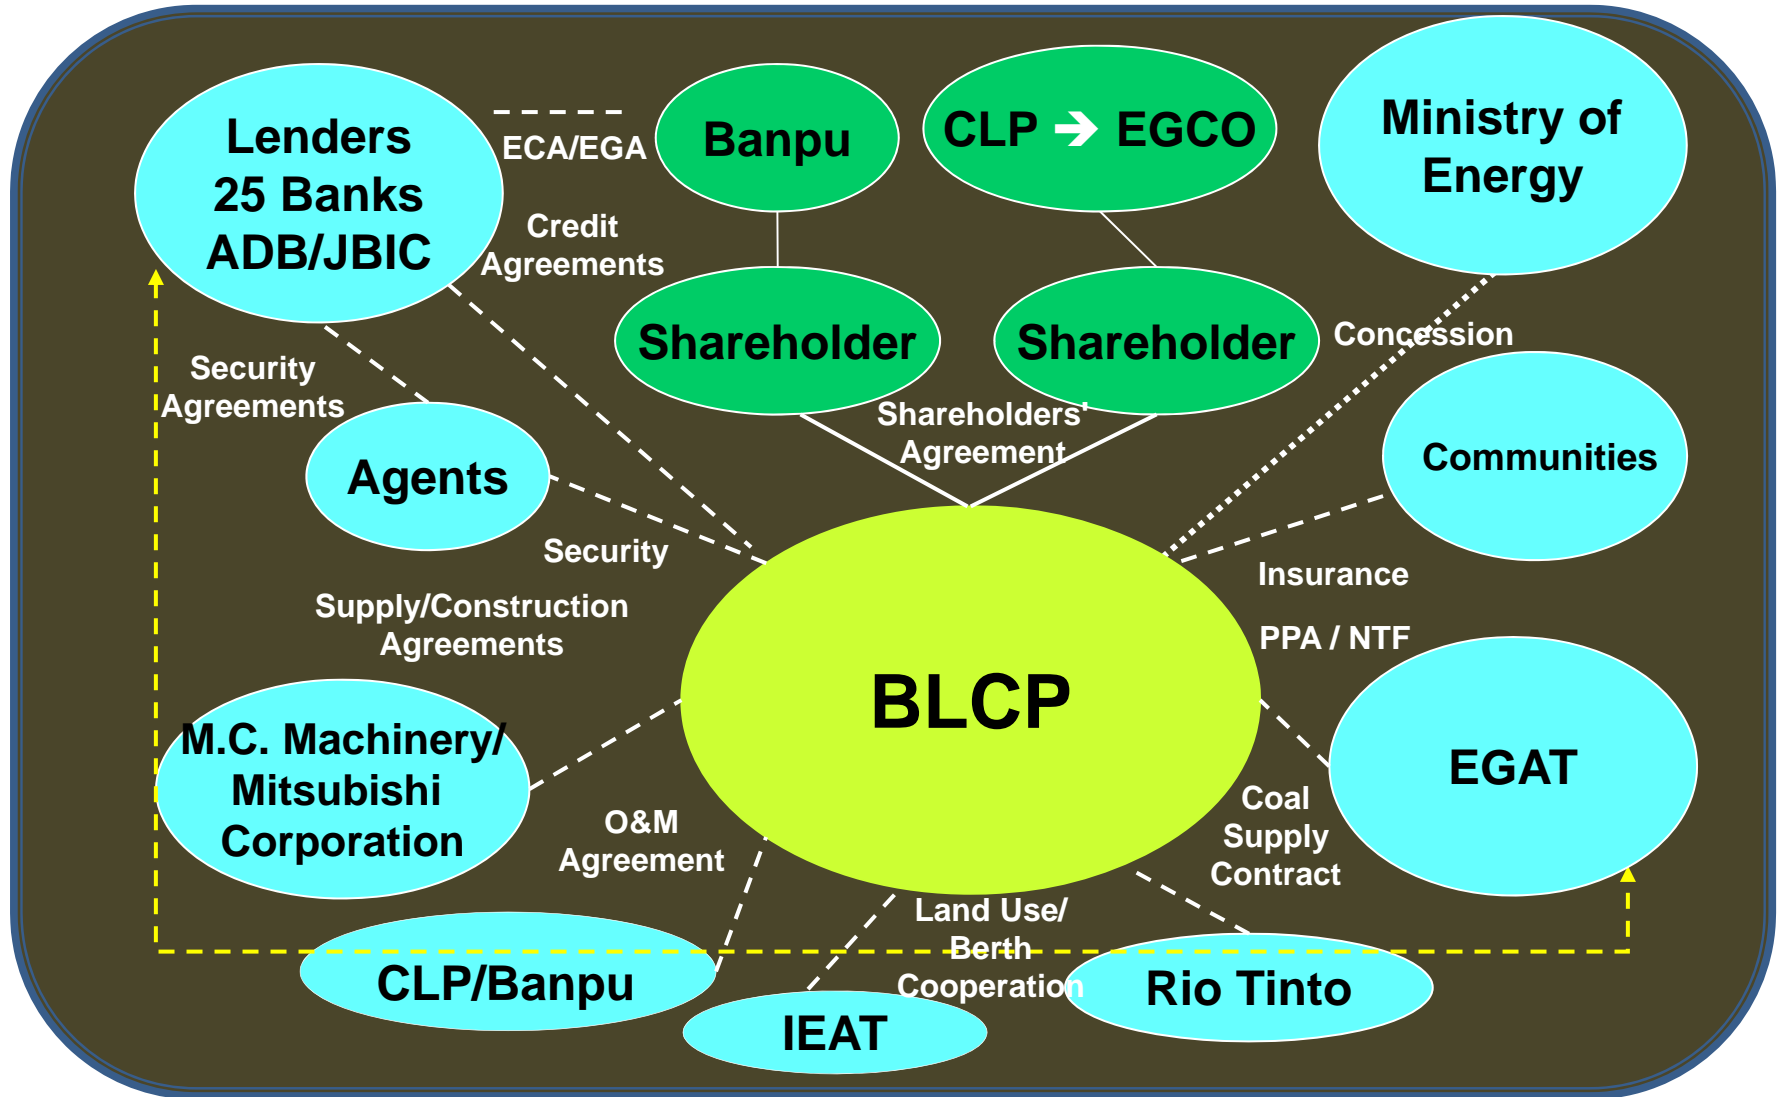 Lenders
25 Banks
ADB/JBIC
ECA/EGA
Banpu
CLP ➔ EGCO
Ministry of
Energy
Credit
Agreements
Shareholder
Shareholder
Concession
Security
Agreements
Shareholders'
Agreement
Agents
Communities
Security
Insurance
Supply/Construction
Agreements
PPA / NTF
BLCP
M.C. Machinery/
Mitsubishi
Corporation
EGAT
O&M
Agreement
Coal
Supply
Contract
Land Use/
Berth
Cooperation
CLP/Banpu
IEAT
Rio Tinto